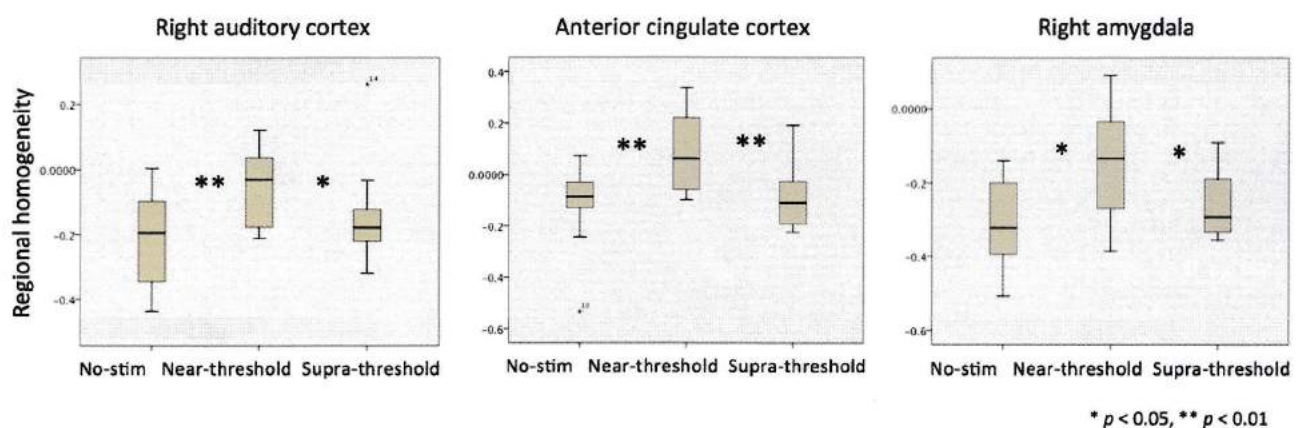 Right auditory cortex
Anterior cingulate cortex
Right amygdala
Regional homogeneity
0.2
0.0000
-0.2
-0.4
14
** *
No-stim Near-threshold Supra-threshold
0.4
0.2
0.0000
-0.2
-0.4
-0.6
** **
No-stim Near-threshold Supra-threshold
0.0000
-0.2
-0.4
-0.6
* *
No-stim Near-threshold Supra-threshold
* p < 0.05, ** p < 0.01